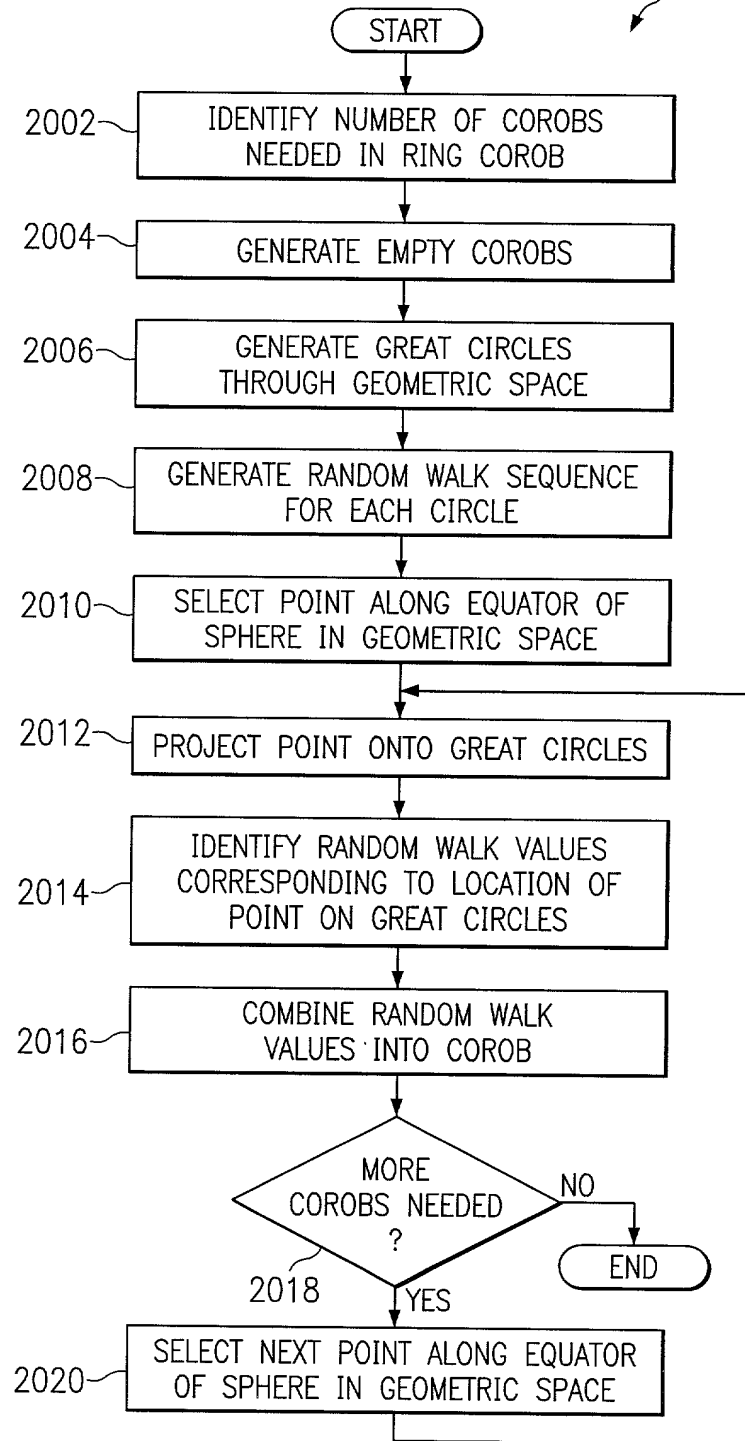 START
2002
IDENTIFY NUMBER OF COROBS
NEEDED IN RING COROB
2004
GENERATE EMPTY COROBS
2006
GENERATE GREAT CIRCLES
THROUGH GEOMETRIC SPACE
2008
GENERATE RANDOM WALK SEQUENCE
FOR EACH CIRCLE
2010
SELECT POINT ALONG EQUATOR OF
SPHERE IN GEOMETRIC SPACE
2012
PROJECT POINT ONTO GREAT CIRCLES
2014
IDENTIFY RANDOM WALK VALUES
CORRESPONDING TO LOCATION OF
POINT ON GREAT CIRCLES
2016
COMBINE RANDOM WALK
VALUES INTO COROB
MORE
COROBS NEEDED
?
2018
NO
END
YES
2020
SELECT NEXT POINT ALONG EQUATOR
OF SPHERE IN GEOMETRIC SPACE